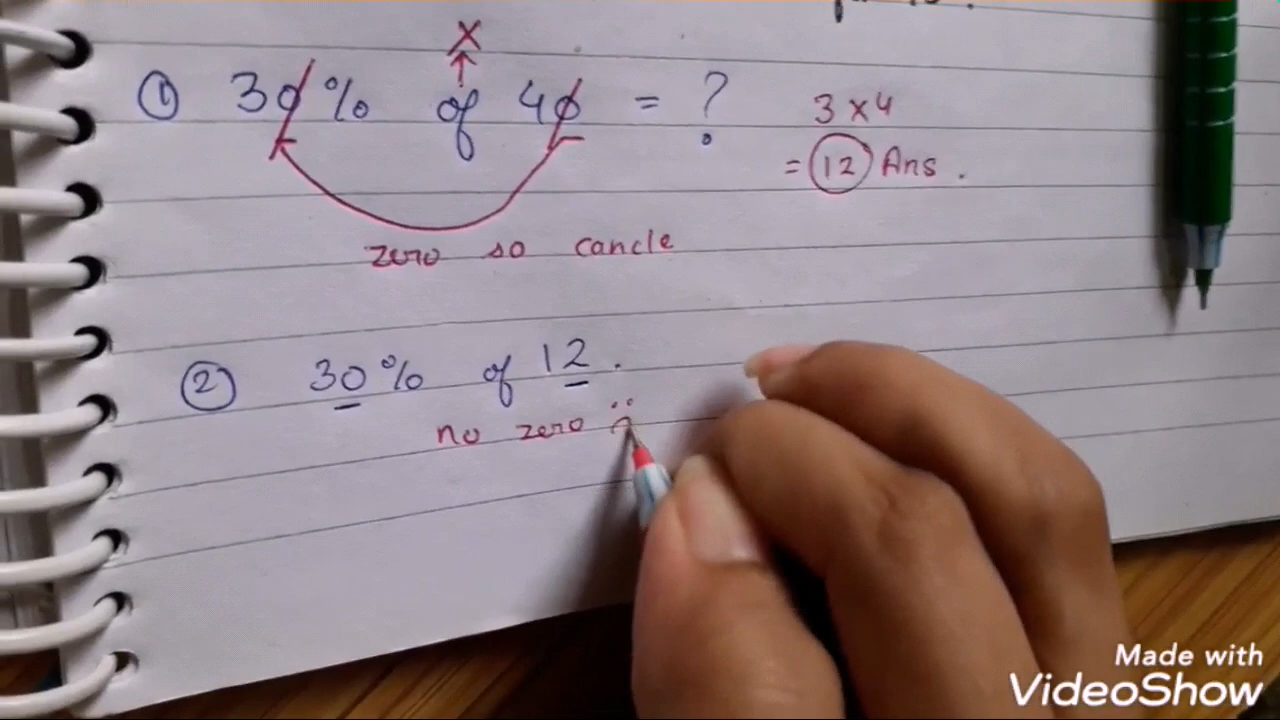 X
① 30% of 40 = ?
3 x 4
= 12 Ans .
zero so cancle
② 30% of 12 .
no zero
Made with
VideoShow